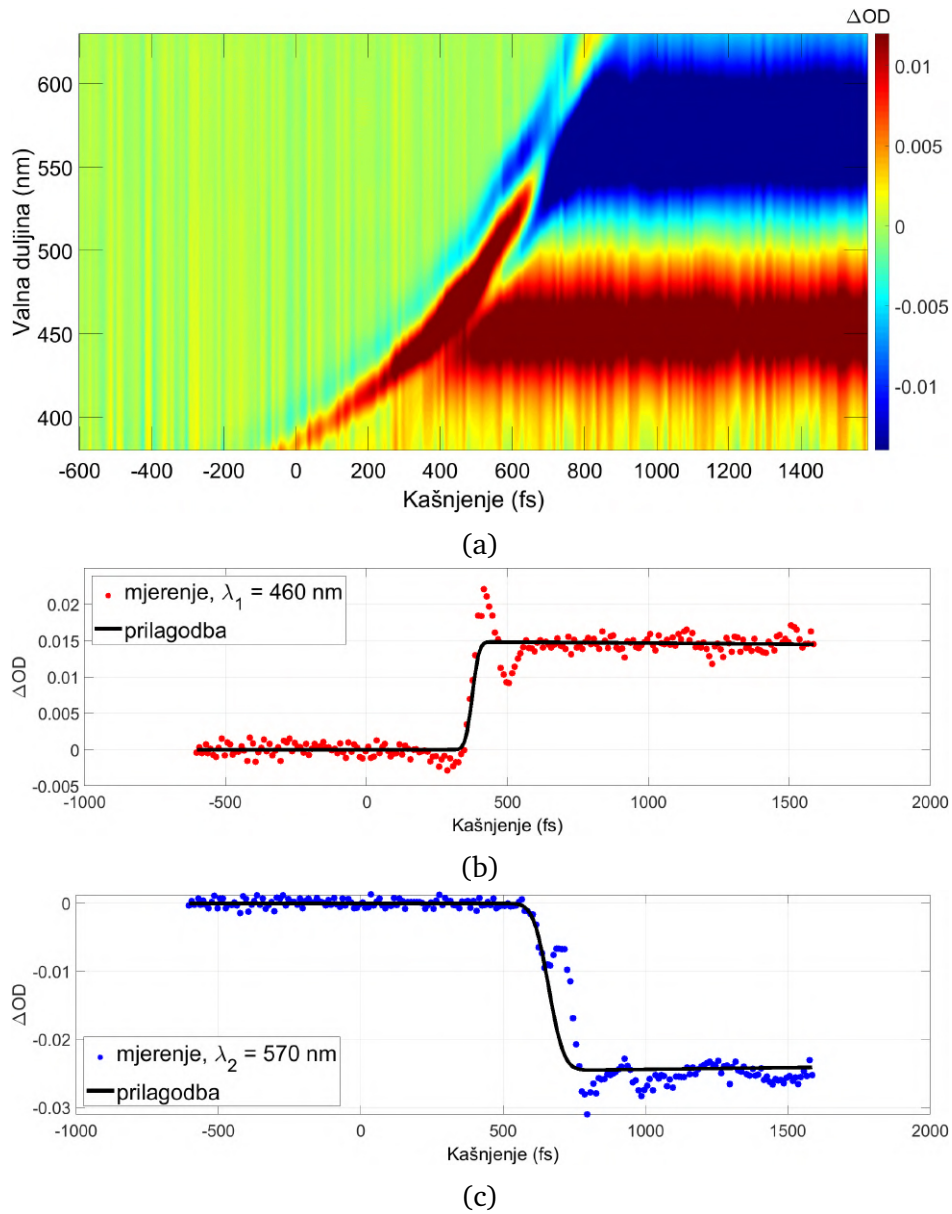 ΔOD
600
550
500
450
400
Valna duljina (nm)
0.01
0.005
0
-0.005
-0.01
-600 -400 -200 0 200 400 600 800 1000 1200 1400
Kašnjenje (fs)
(a)
mjerenje, λ₁ = 460 nm
prilagodba
0.02
0.015
0.01
0.005
0
-0.005
ΔOD
-1000 -500 0 500 1000 1500 2000
Kašnjenje (fs)
(b)
0
-0.01
-0.02
-0.03
ΔOD
mjerenje, λ₂ = 570 nm
prilagodba
-1000 -500 0 500 1000 1500 2000
Kašnjenje (fs)
(c)